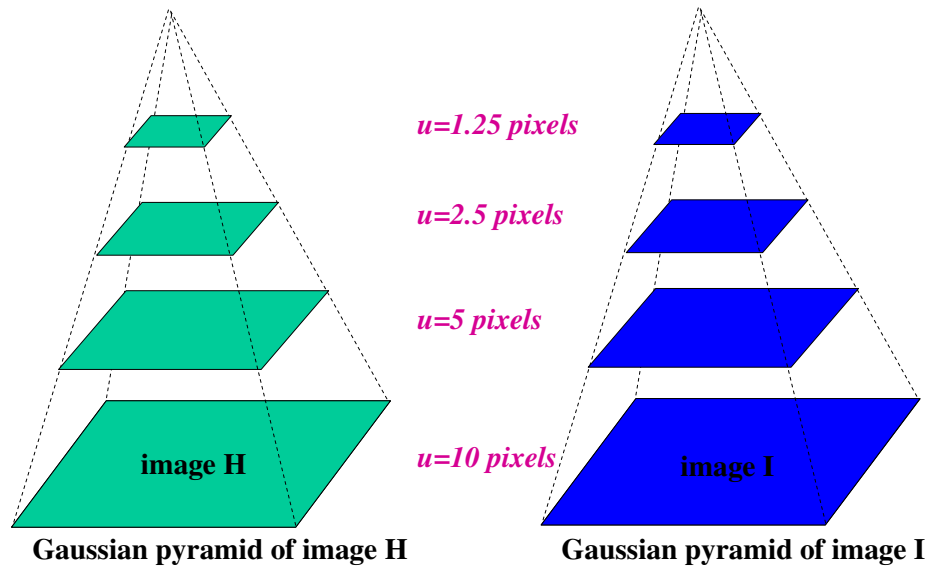 u=1.25 pixels
u=2.5 pixels
u=5 pixels
image H
u=10 pixels
image I
Gaussian pyramid of image H
Gaussian pyramid of image I